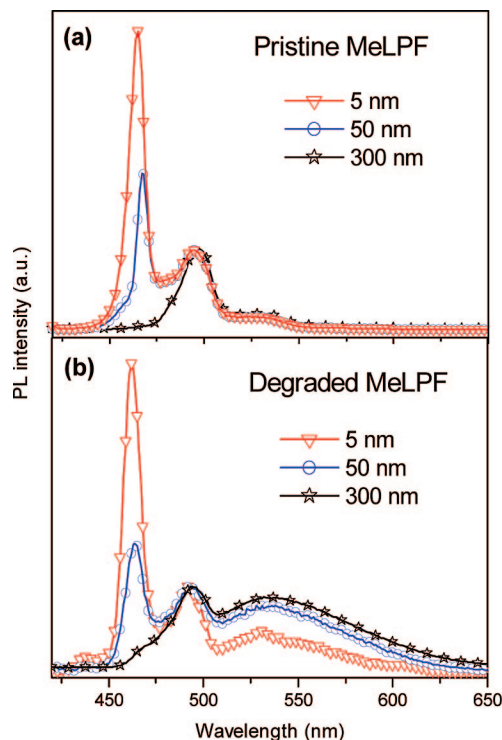 (a)
Pristine MeLPF
5 nm
50 nm
300 nm
PL intensity (a.u.)
(b)
Degraded MeLPF
5 nm
50 nm
300 nm
450 500 550 600 650
Wavelength (nm)